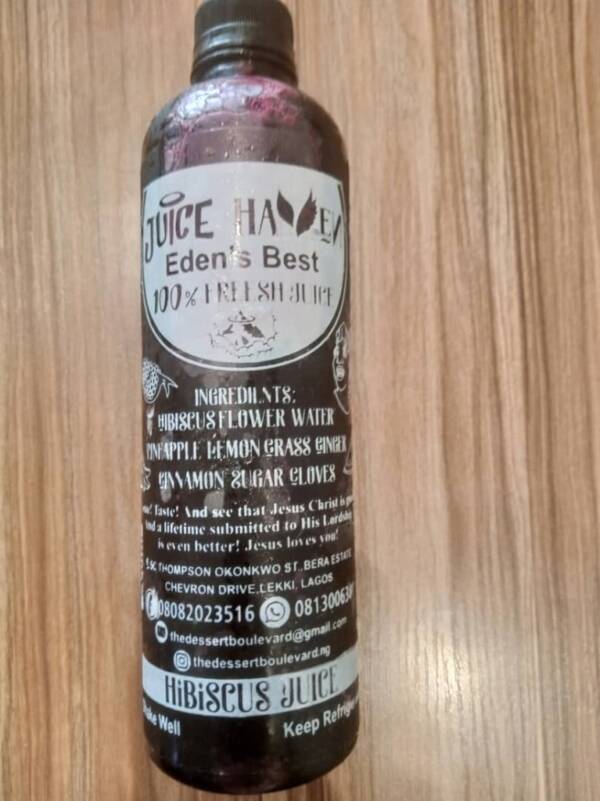 JUICE HAVEN
Eden's Best
100% FREESH JUICE
INGREDIENTS:
HIBISCUS FLOWER WATER
PINEAPPLE LEMON GRASS GINGER
CINNAMON SUGAR CLOVES
Taste! And see that Jesus Christ is
and a lifetime submitted to His Lordship
is even better! Jesus loves you!
THOMPSON OKONKWO ST., BERA ESTATE
CHEVRON DRIVE, LEKKI, LAGOS
08082023516
thedessertboulevard@gmail.com
thedessertboulevard.ng
HiBiSCUS JUICE
Well Keep